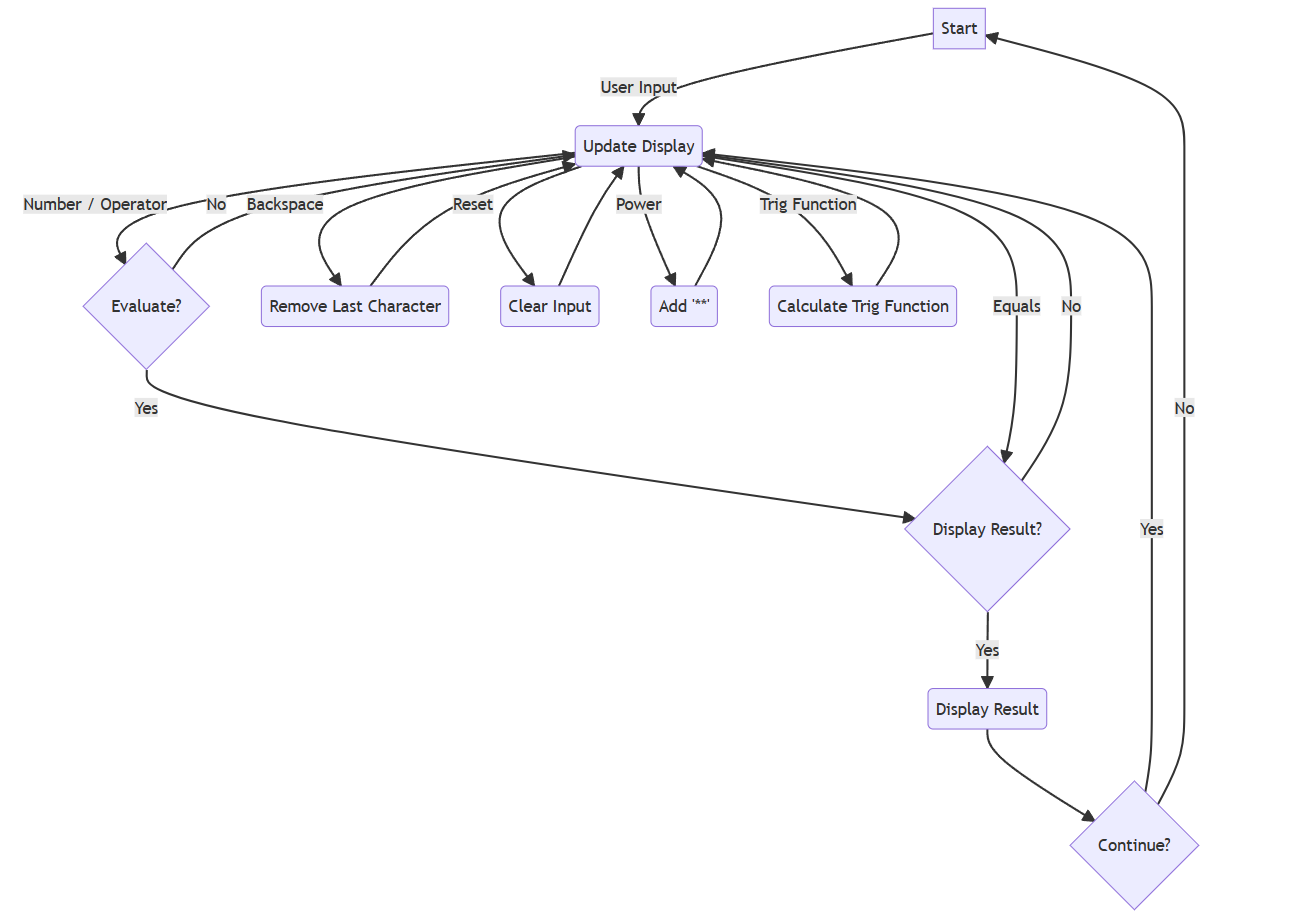 Start
User Input
Update Display
Number / Operator
No
Backspace
Reset
Power
Trig Function
Evaluate?
Remove Last Character
Clear Input
Add '**'
Calculate Trig Function
Equals
No
Yes
No
Display Result?
Yes
Yes
Display Result
Continue?